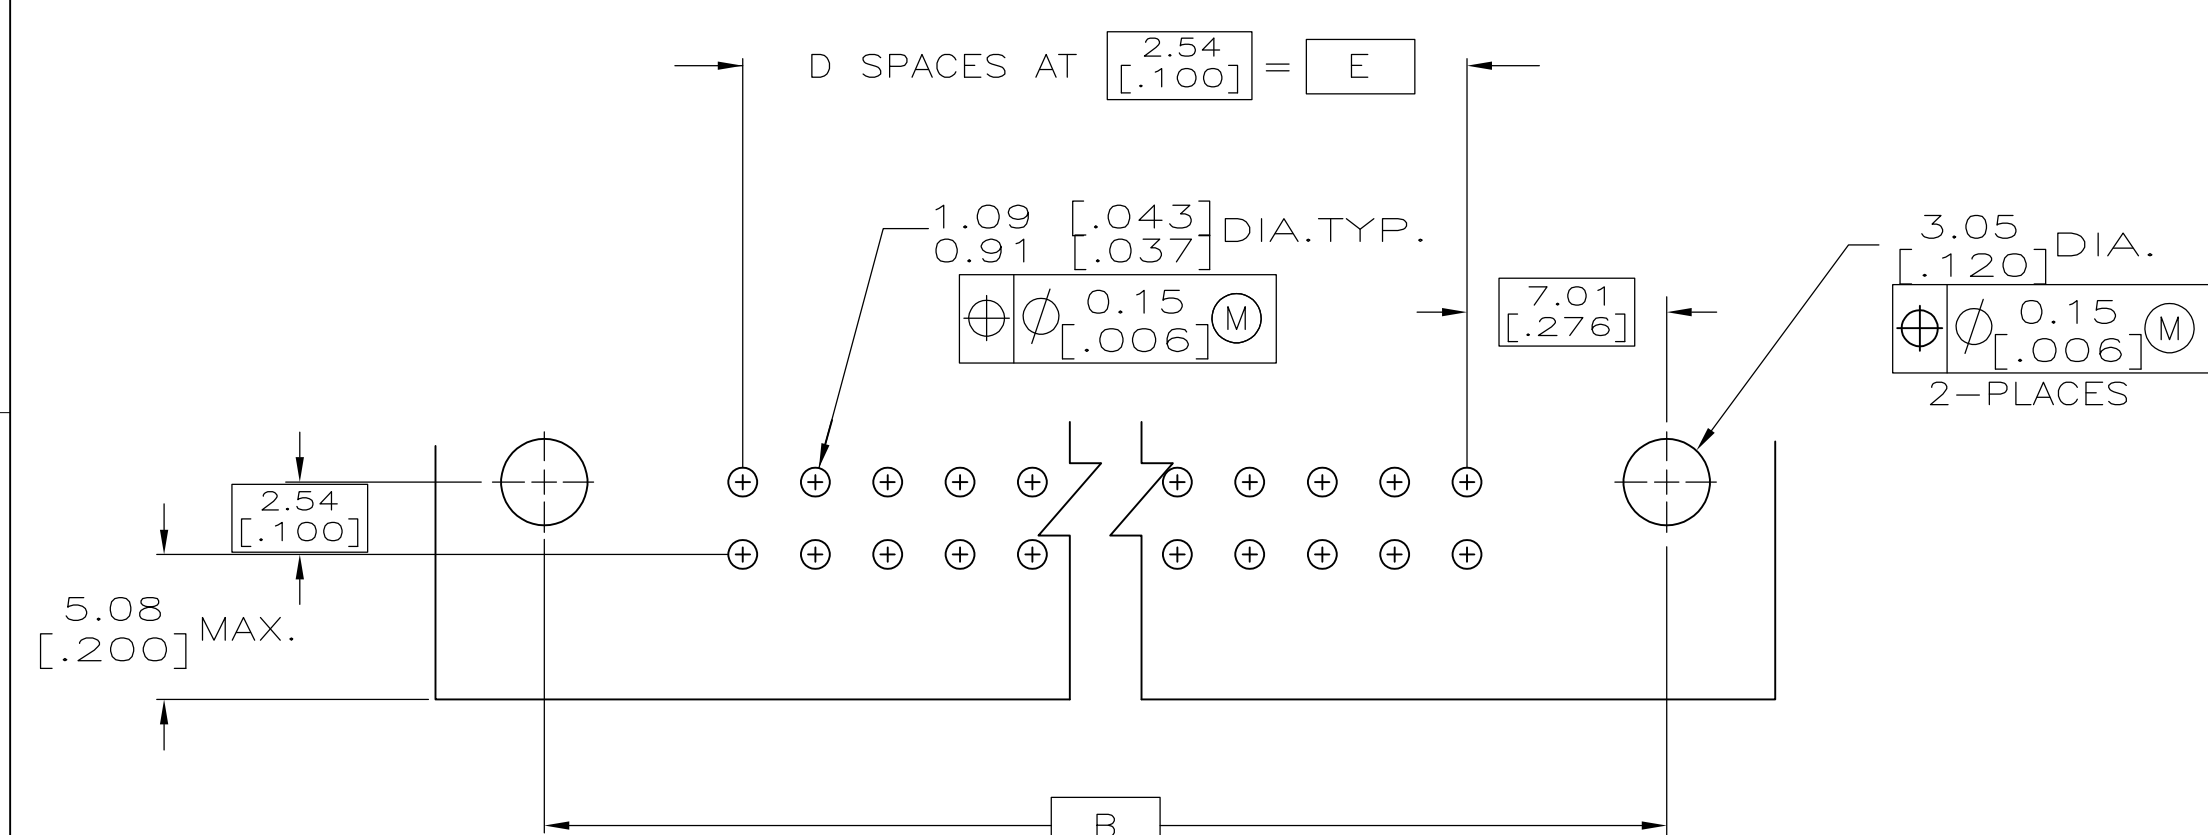 D SPACES AT 2.54 [.100] = E
1.09 [.043] DIA.TYP.
0.91 [.037]
⌖ ⌀ 0.15 [.006] Ⓜ
7.01
[.276]
3.05
[.120] DIA.
⌖ ⌀ 0.15 [.006] Ⓜ
2-PLACES
2.54
[.100]
5.08
[.200] MAX.
B